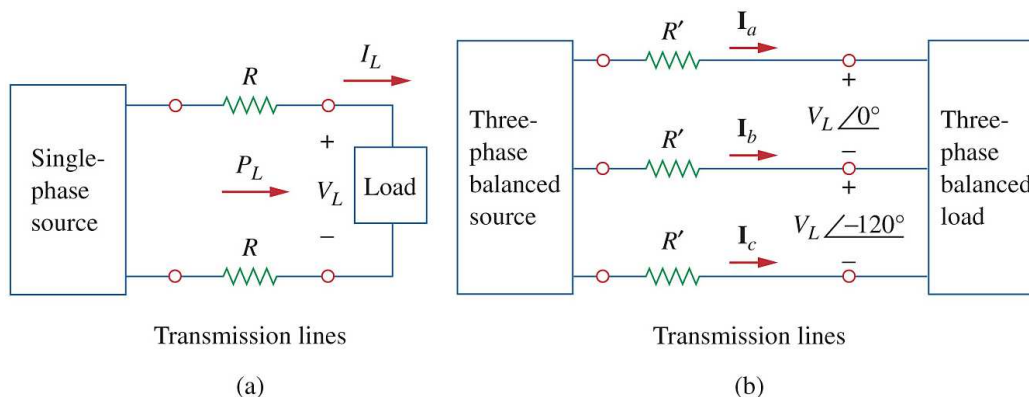 Single-
phase
source
R
I_L
+
P_L
V_L
Load
R
−
Transmission lines
(a)
Three-
phase
balanced
source
R′
I_a
+
V_L ∠0°
R′
I_b
−
+
V_L ∠−120°
R′
I_c
−
Three-
phase
balanced
load
Transmission lines
(b)